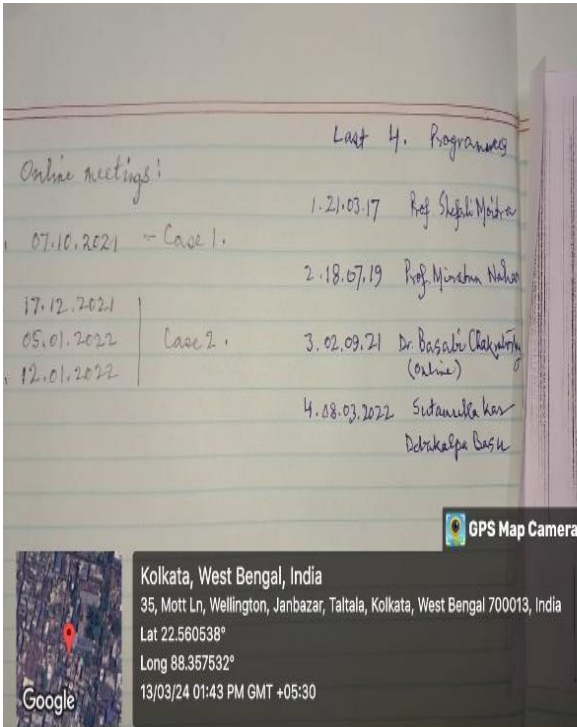 Last 4. Programmes
Online meetings:
1. 21.03.17 Prof. Shefali Moitra
07.10.2021 - Case 1.
2. 18.07.19 Prof. Miratun Nahar
17.12.2021
05.01.2022 Case 2.
3. 02.09.21 Dr. Basabi Chakraborty
(Online)
12.01.2022
4. 08.03.2022
Debkalpa Basu
GPS Map Camera
Kolkata, West Bengal, India
35, Mott Ln, Wellington, Janbazar, Taltala, Kolkata, West Bengal 700013, India
Lat 22.560538°
Long 88.357532°
13/03/24 01:43 PM GMT +05:30
Google